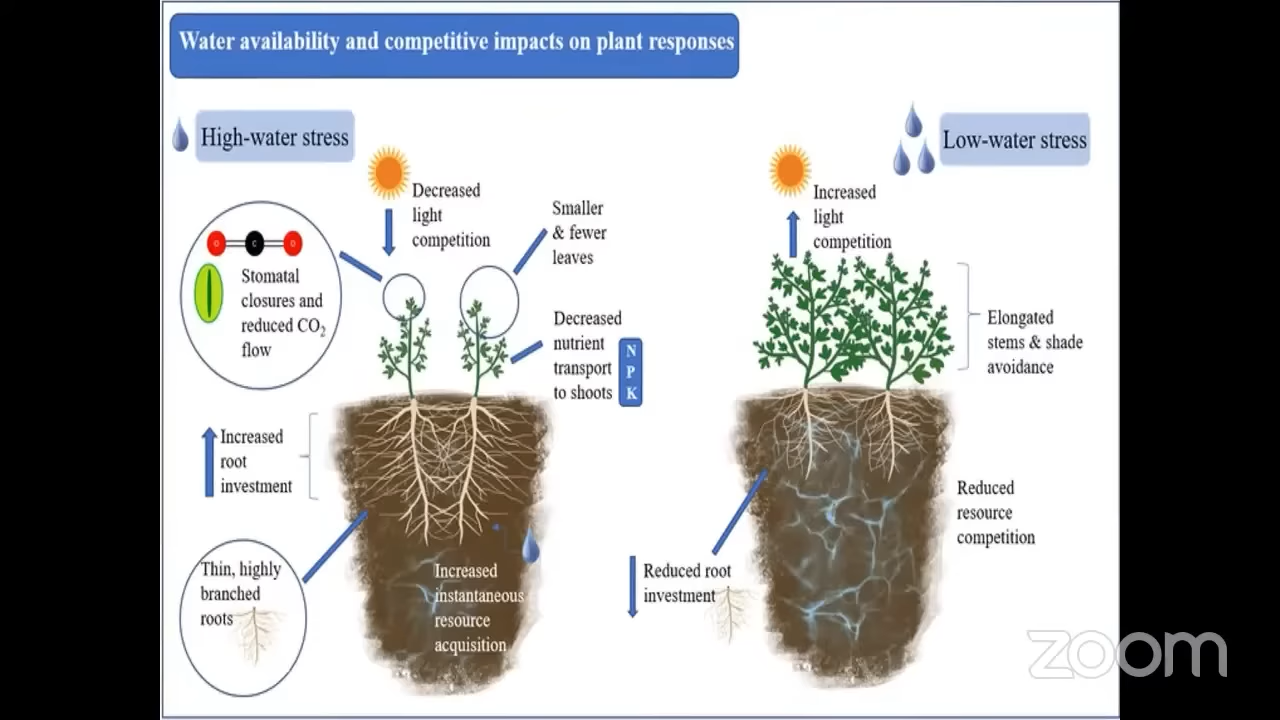 Water availability and competitive impacts on plant responses
High-water stress
Low-water stress
Decreased
light
competition
Smaller
& fewer
leaves
O C O
Stomatal
closures and
reduced CO2
flow
Decreased
nutrient
transport
to shoots
N
P
K
Increased
root
investment
Thin, highly
branched
roots
Increased
instantaneous
resource
acquisition
Increased
light
competition
Elongated
stems & shade
avoidance
Reduced
resource
competition
Reduced root
investment
zoom